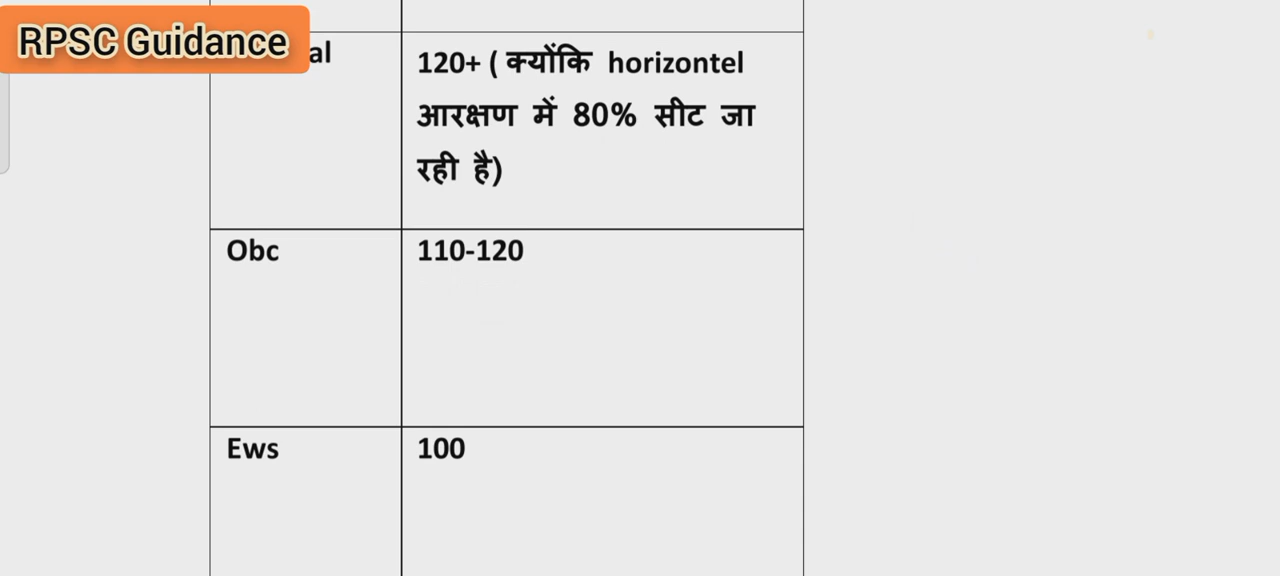 RPSC Guidance
al
120+ ( क्योंकि horizontel
आरक्षण में 80% सीट जा
रही है)
Obc
110-120
Ews
100